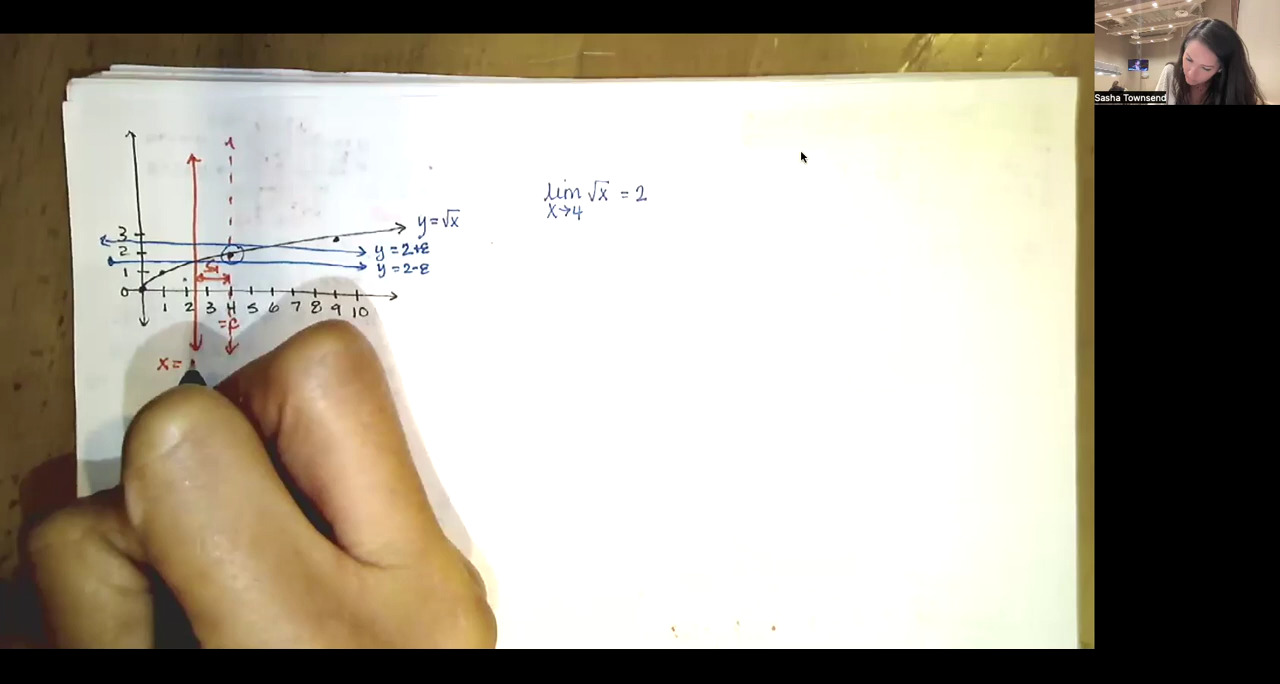 Sasha Townsend
lim √x = 2
x→4
y = √x
3
y = 2+ε
2
y = 2-ε
1
0
1 2 3 4 5 6 7 8 9 10
=c
x=